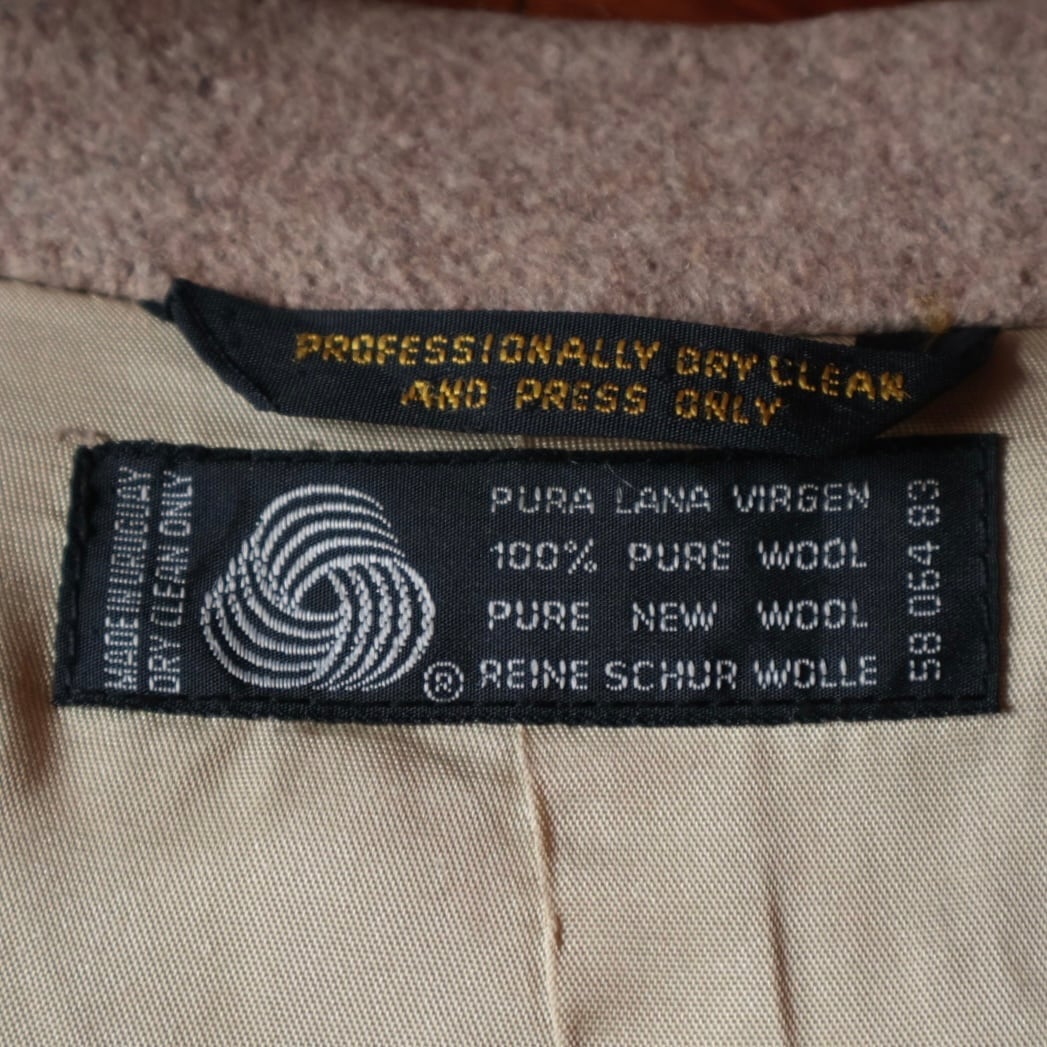 PROFESSIONALLY DRY CLEAN
AND PRESS ONLY
MADE IN URUGUAY
DRY CLEAN ONLY
®
PURA LANA VIRGEN
100% PURE WOOL
PURE NEW WOOL
REINE SCHUR WOLLE
58 064 83